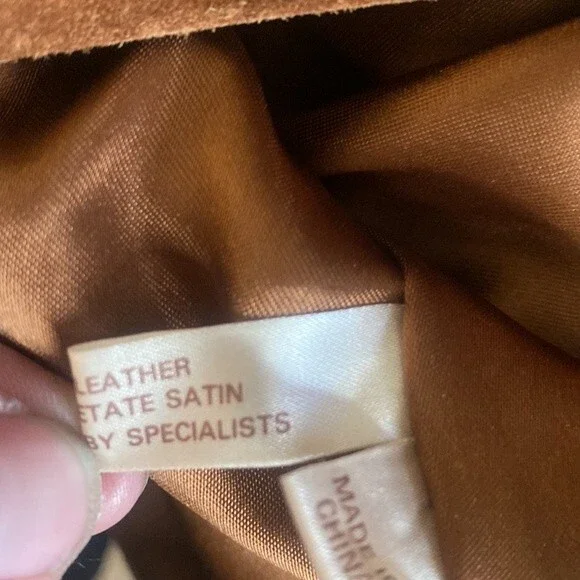 LEATHER
ETATE SATIN
BY SPECIALISTS
MADE IN
CHINA